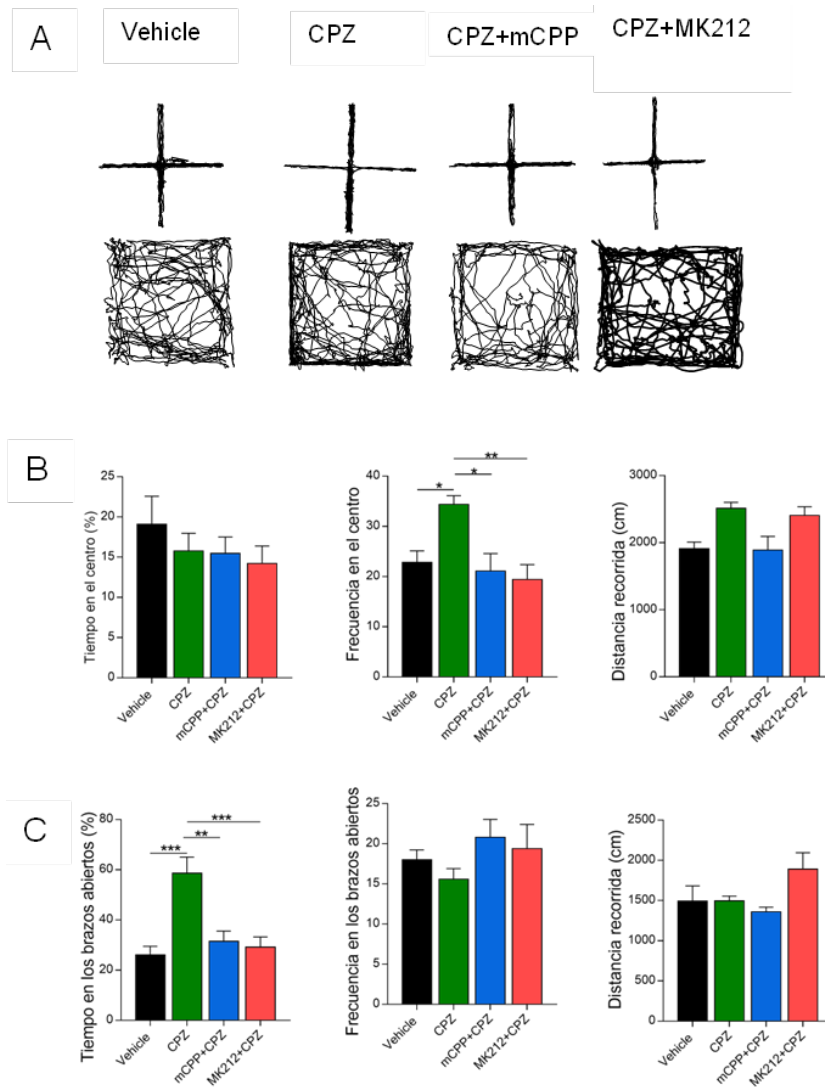 A
Vehicle
CPZ
CPZ+mCPP
CPZ+MK212
B
Tiempo en el centro (%)
25
20
15
10
5
0
Vehicle
CPZ
mCPP+CPZ
MK212+CPZ
Frecuencia en el centro
40
30
20
10
0
*
*
**
Vehicle
CPZ
mCPP+CPZ
MK212+CPZ
Distancia recorrida (cm)
3000
2000
1000
0
Vehicle
CPZ
mCPP+CPZ
MK212+CPZ
C
Tiempo en los brazos abiertos (%)
80
60
40
20
0
***
**
***
Vehicle
CPZ
mCPP+CPZ
MK212+CPZ
Frecuencia en los brazos abiertos
25
20
15
10
5
0
Vehicle
CPZ
mCPP+CPZ
MK212+CPZ
Distancia recorrida (cm)
2500
2000
1500
1000
500
0
Vehicle
CPZ
mCPP+CPZ
MK212+CPZ